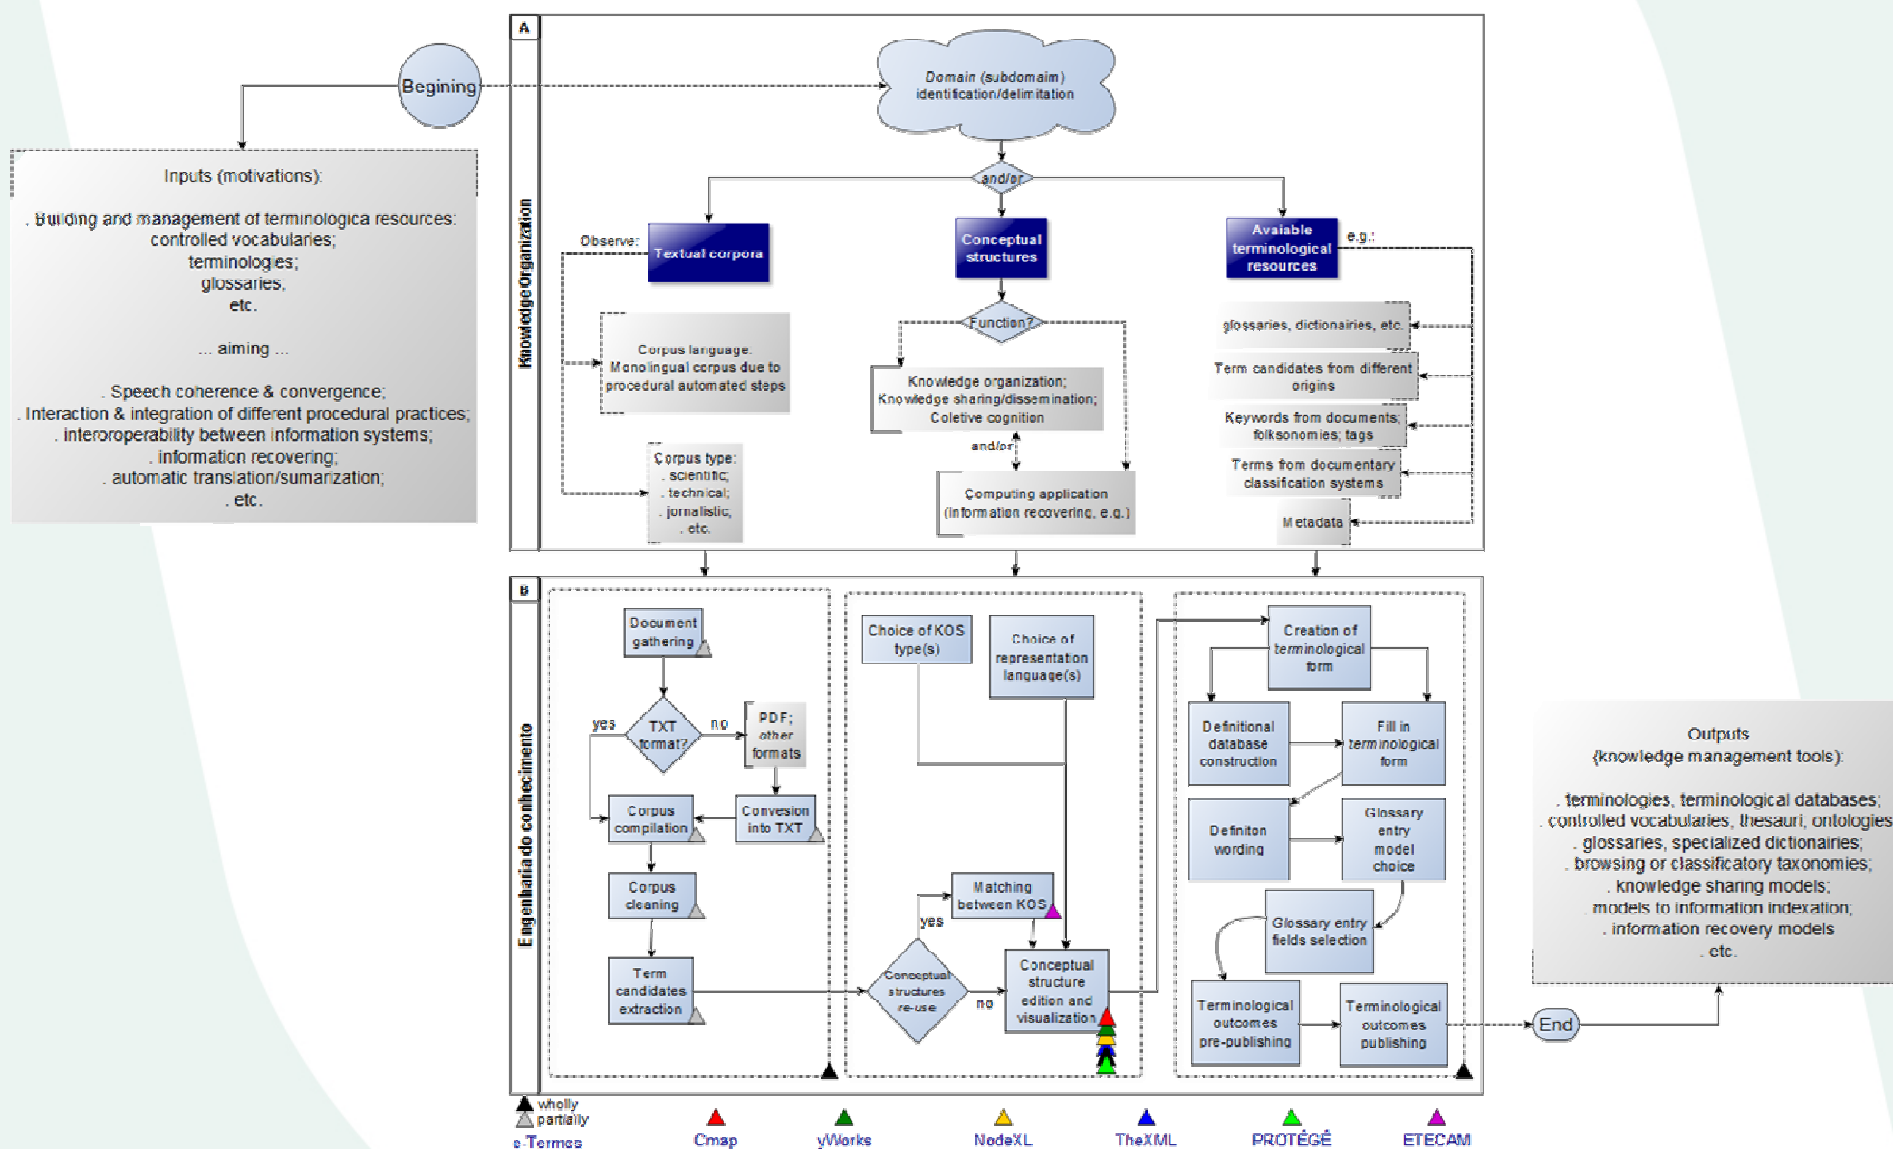 A
Begining
Domain (subdomaim)
identification/delimitation
Inputs (motivations):
. Building and management of terminologica resources:
controlled vocabularies;
terminologies;
glossaries,
etc.
... aiming ...
. Speech coherence & convergence;
. Interaction & integration of different procedural practices;
. interoroperability between information systems;
. information recovering;
. automatic translation/sumarization;
. etc.
Knowledge Organization
and/or
Observe:
Textual corpora
Conceptual
structures
Avaiable
terminological
resources
e.g.:
Corpus language.
Monolingual corpus due to
procedural automated steps
Corpus type:
. scientific;
. technical;
. jornalistic,
. etc.
Function?
Knowledge organization;
Knowledge sharing/dissemination;
Coletive cognition
and/or
Computing application
(information recovering, e.g.)
glossaries, dictionairies, etc.
Term candidates from different
origins
Keywords from documents;
folksonomies; tags
Terms from documentary
classification systems
Metadata
B
Engenharia do conhecimento
Document
gathering
TXT
format?
yes
no
PDF;
other
formats
Corpus
compilation
Convesion
into TXT
Corpus
cleaning
Term
candidates
extraction
Choice of KOS
type(s)
Choice of
representation
language(s)
Matching
between KOS
yes
Conceptual
structures
re-use
no
Conceptual
structure
edition and
visualization
Creation of
terminological
form
Definitional
database
construction
Fill in
terminological
form
Definiton
wording
Glossary
entry
model
choice
Glossary entry
fields selection
Terminological
outcomes
pre-publishing
Terminological
outcomes
publishing
End
Outputs
(knowledge management tools):
. terminologies, terminological databases;
. controlled vocabularies, thesauri, ontologies
. glossaries, specialized dictionairies;
. browsing or classificatory taxonomies;
. knowledge sharing models;
. models to information indexation;
. information recovery models
. etc.
wholly
partially
e-Termos
Cmap
yWorks
NodeXL
TheXML
PROTÉGÉ
ETECAM